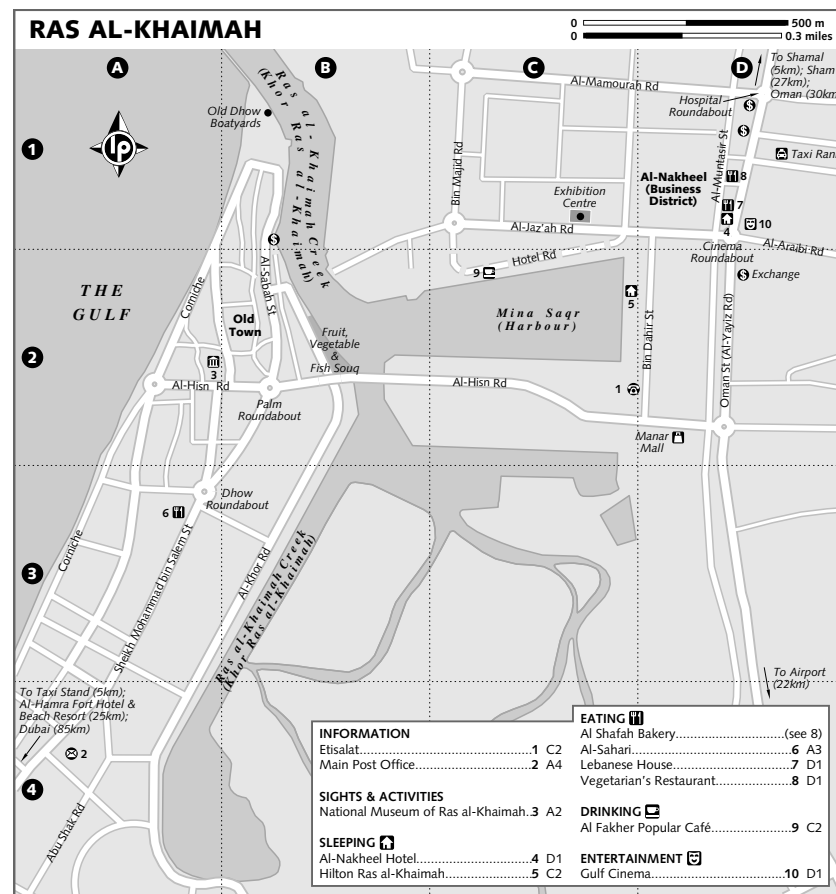 RAS AL-KHAIMAH
0 500 m
0 0.3 miles
A
B
C
D
1
2
3
4
lp
To Shamal
(5km); Sham
(27km);
Oman (30km
Al-Mamourah Rd
Hospital
Roundabout
Old Dhow
Boatyards
Ras al-Khaimah Creek
(Khor Ras al-Khaimah)
Bin Majid Rd
Al-Muntasir St
Taxi Ran
Al-Nakheel
(Business
District)
8
7
4
10
Exhibition
Centre
Al-Jaz'ah Rd
Al-Araibi Rd
Cinema
Roundabout
Hotel Rd
9
Exchange
THE
GULF
Corniche
Al-Sabah St
Old
Town
Mina Saqr
(Harbour)
5
Bin Dahir St
Oman St (Al-Yayiz Rd)
Fruit,
Vegetable
&
Fish Souq
3
Al-Hisn Rd
Al-Hisn Rd
1
Palm
Roundabout
Manar
Mall
Dhow
Roundabout
6
Corniche
Sheikh Mohammad bin Salem St
Al-Khor Rd
Ras al-Khaimah Creek
(Khor Ras al-Khaimah)
To Airport
(22km)
To Taxi Stand (5km);
Al-Hamra Fort Hotel &
Beach Resort (25km);
Dubai (85km)
2
Abu Shak Rd
INFORMATION
Etisalat 1 C2
Main Post Office 2 A4
SIGHTS & ACTIVITIES
National Museum of Ras al-Khaimah 3 A2
SLEEPING
Al-Nakheel Hotel 4 D1
Hilton Ras al-Khaimah 5 C2
EATING
Al Shafah Bakery (see 8)
Al-Sahari 6 A3
Lebanese House 7 D1
Vegetarian's Restaurant 8 D1
DRINKING
Al Fakher Popular Café 9 C2
ENTERTAINMENT
Gulf Cinema 10 D1